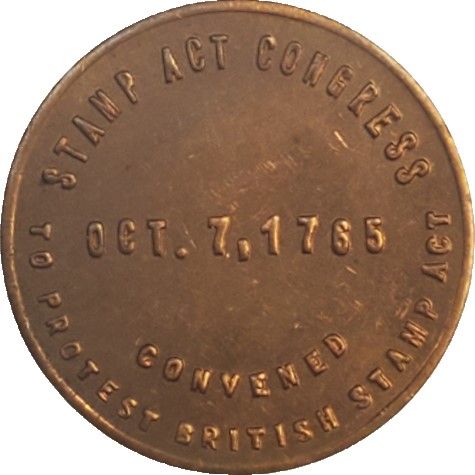 STAMP ACT CONGRESS
OCT. 7, 1765
CONVENED
TO PROTEST BRITISH STAMP ACT